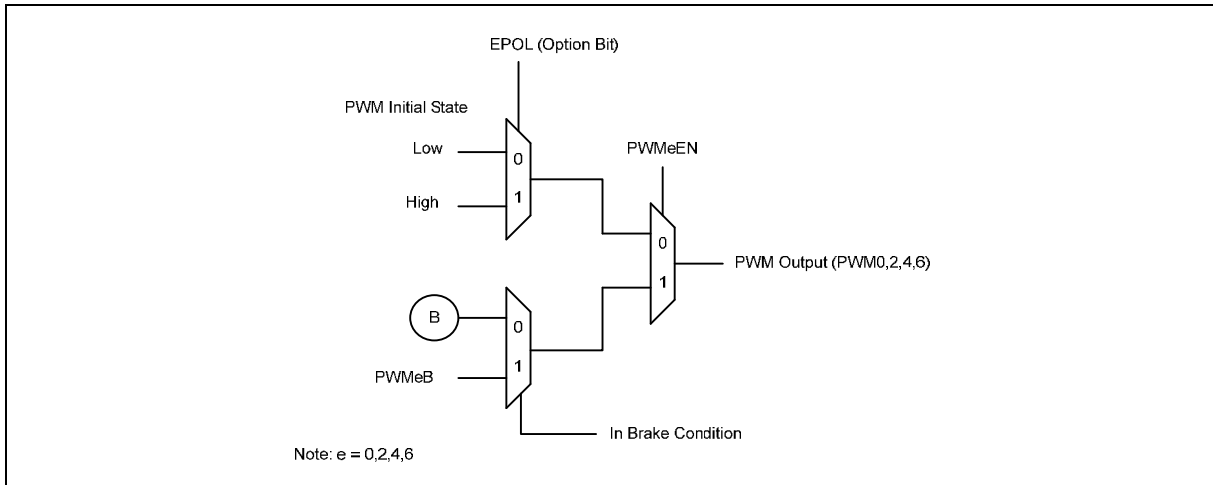 EPOL (Option Bit)
PWM Initial State
Low
0
PWMeEN
High
1
0
PWM Output (PWM0,2,4,6)
1
B
0
1
PWMeB
In Brake Condition
Note: e = 0,2,4,6